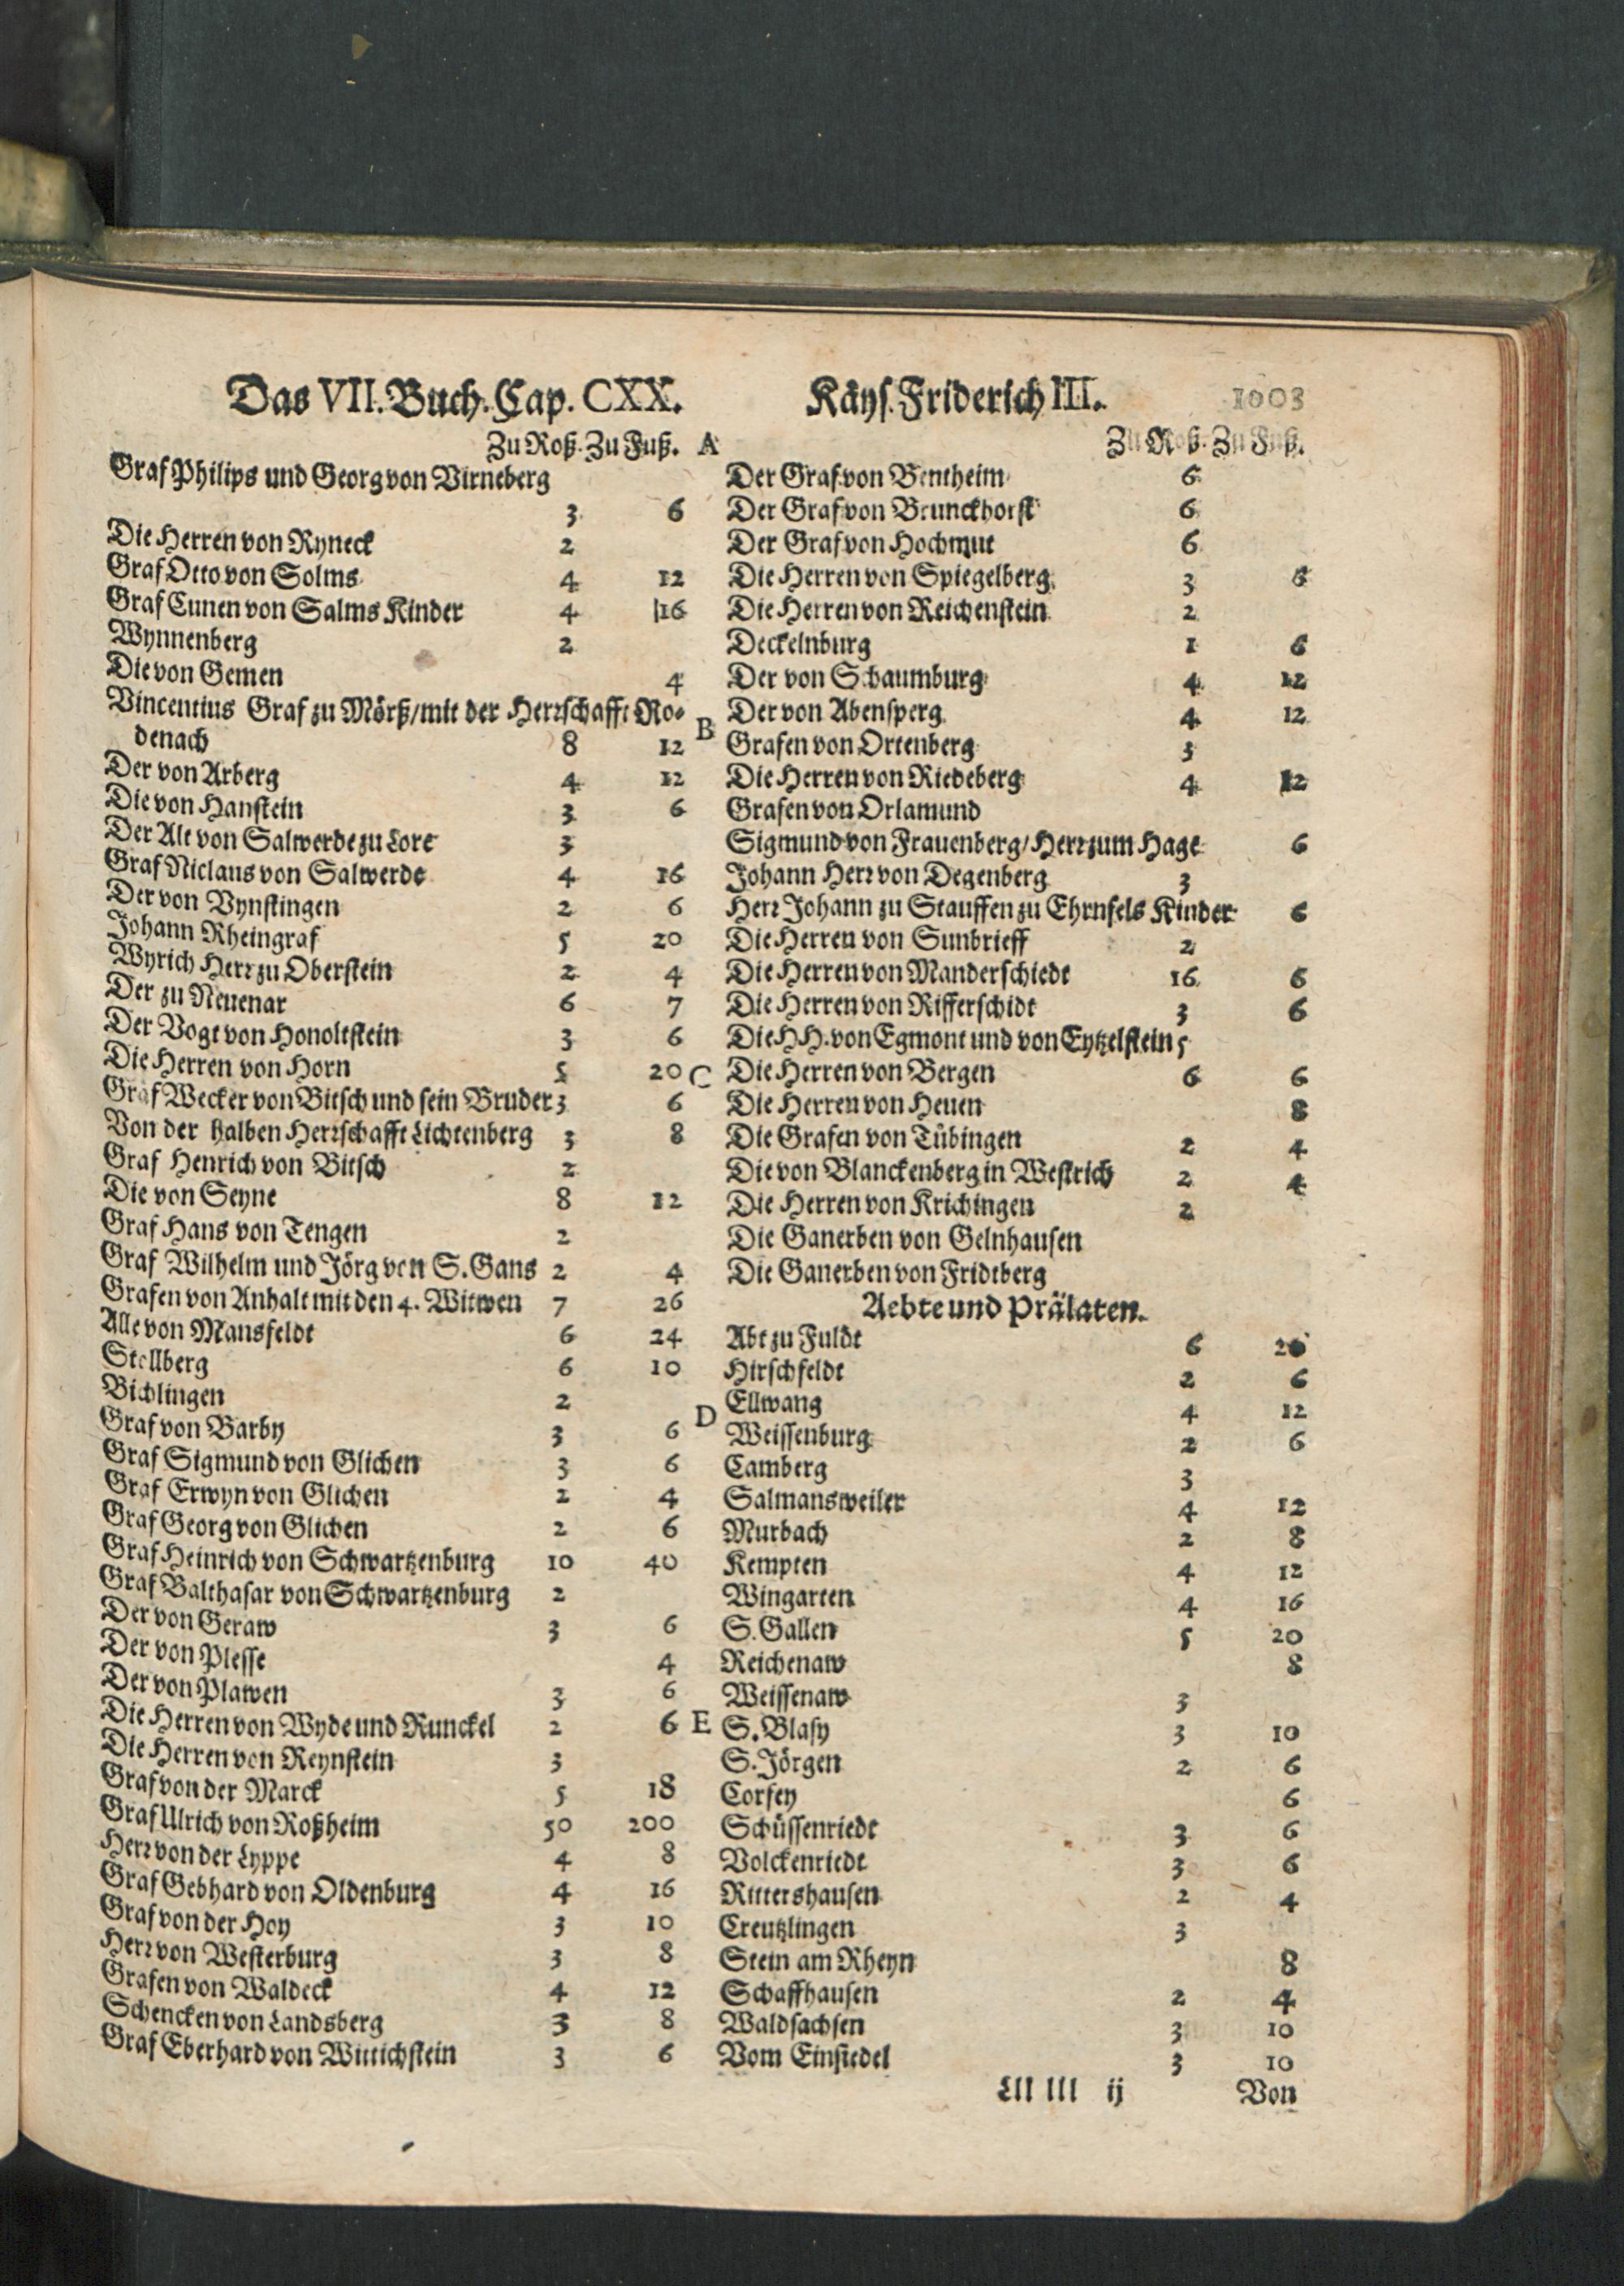 Das VII. Buch. Cap. CXX. Käys. Friderich III. 1003
Zu Roß. Zu Fuß. A
Graf Philips und Georg von Virneberg
3 6
Die Herren von Ryneck 2
Graf Otto von Solms 4 12
Graf Cunen von Salms Kinder 4 16
Wynnenberg 2
Die von Gemen 4
Vincentius Graf zu Mörß/mit der Herrschafft Ro-
denach 8 12 B
Der von Arberg 4 12
Die von Hanstein 3 6
Der Alt von Salwerde zu Lore 3
Graf Niclaus von Salwerde 4 16
Der von Vynstingen 2 6
Johann Rheingraf 5 20
Wyrich Herr zu Oberstein 2 4
Der zu Neuenar 6 7
Der Vogt von Honoltstein 3 6
Die Herren von Horn 5 20 C
Graf Wecker von Bitsch und sein Bruder 3 6
Von der halben Herrschafft Lichtenberg 3 8
Graf Henrich von Bitsch 2
Die von Seyne 8 12
Graf Hans von Tengen 2
Graf Wilhelm und Jörg von S. Gans 2 4
Grafen von Anhalt mit den 4. Witwen 7 26
Alle von Mansfeldt 6 24
Stollberg 6 10
Bichlingen 2 D
Graf von Barby 3 6
Graf Sigmund von Glichen 3 6
Graf Erwyn von Glichen 2 4
Graf Georg von Glichen 2 6
Graf Heinrich von Schwartzenburg 10 40
Graf Balthasar von Schwartzenburg 2
Der von Geraw 3 6
Der von Plesse 4
Der von Plawen 3 6
Die Herren von Wyde und Runckel 2 6 E
Die Herren von Reynstein 3
Graf von der Marck 5 18
Graf Ulrich von Roßheim 50 200
Herr von der Lyppe 4 8
Graf Gebhard von Oldenburg 4 16
Graf von der Hoy 3 10
Herr von Westerburg 3 8
Grafen von Waldeck 4 12
Schencken von Landsberg 3 8
Graf Eberhard von Wittichstein 3 6
Zu Roß. Zu Fuß.
Der Graf von Bentheim 6
Der Graf von Brunckhorst 6
Der Graf von Hochmut 6
Die Herren von Spiegelberg 3 6
Die Herren von Reichenstein 2
Deckelnburg 1 6
Der von Schaumburg 4 12
Der von Abensperg 4 12
Grafen von Ortenberg 3
Die Herren von Riedeberg 4 12
Grafen von Orlamund
Sigmund von Frauenberg/Herr zum Hage 6
Johann Herr von Degenberg 3
Herr Johann zu Stauffen zu Ehrnfels Kinder 6
Die Herren von Sunbrieff 2
Die Herren von Manderschiedt 16 6
Die Herren von Rifferschidt 3 6
Die HH. von Egmont und von Eytzelstein 5
Die Herren von Bergen 6 6
Die Herren von Heuen 8
Die Grafen von Tübingen 2 4
Die von Blanckenberg in Westrich 2 4
Die Herren von Krichingen 2
Die Ganerben von Gelnhausen
Die Ganerben von Frideberg
Aebte und Prälaten.
Abt zu Fuldt 6
Hirschfeldt 2 6
Ellwang 4 12
Weissenburg 2 6
Camberg 3
Salmansweiler 4 12
Murbach 2 8
Kempten 4 12
Wingarten 4 16
S. Gallen 5 20
Reichenaw 8
Weissenaw 3
S. Blasy 3 10
S. Jörgen 2 6
Corfey 6
Schüssenriedt 3 6
Volckenriedt 3 6
Rittershausen 2 4
Creutzlingen 3
Stein am Rheyn 8
Schaffhausen 2 4
Waldsachsen 3 10
Vom Einsiedel 3 10
Lll lll ij Von